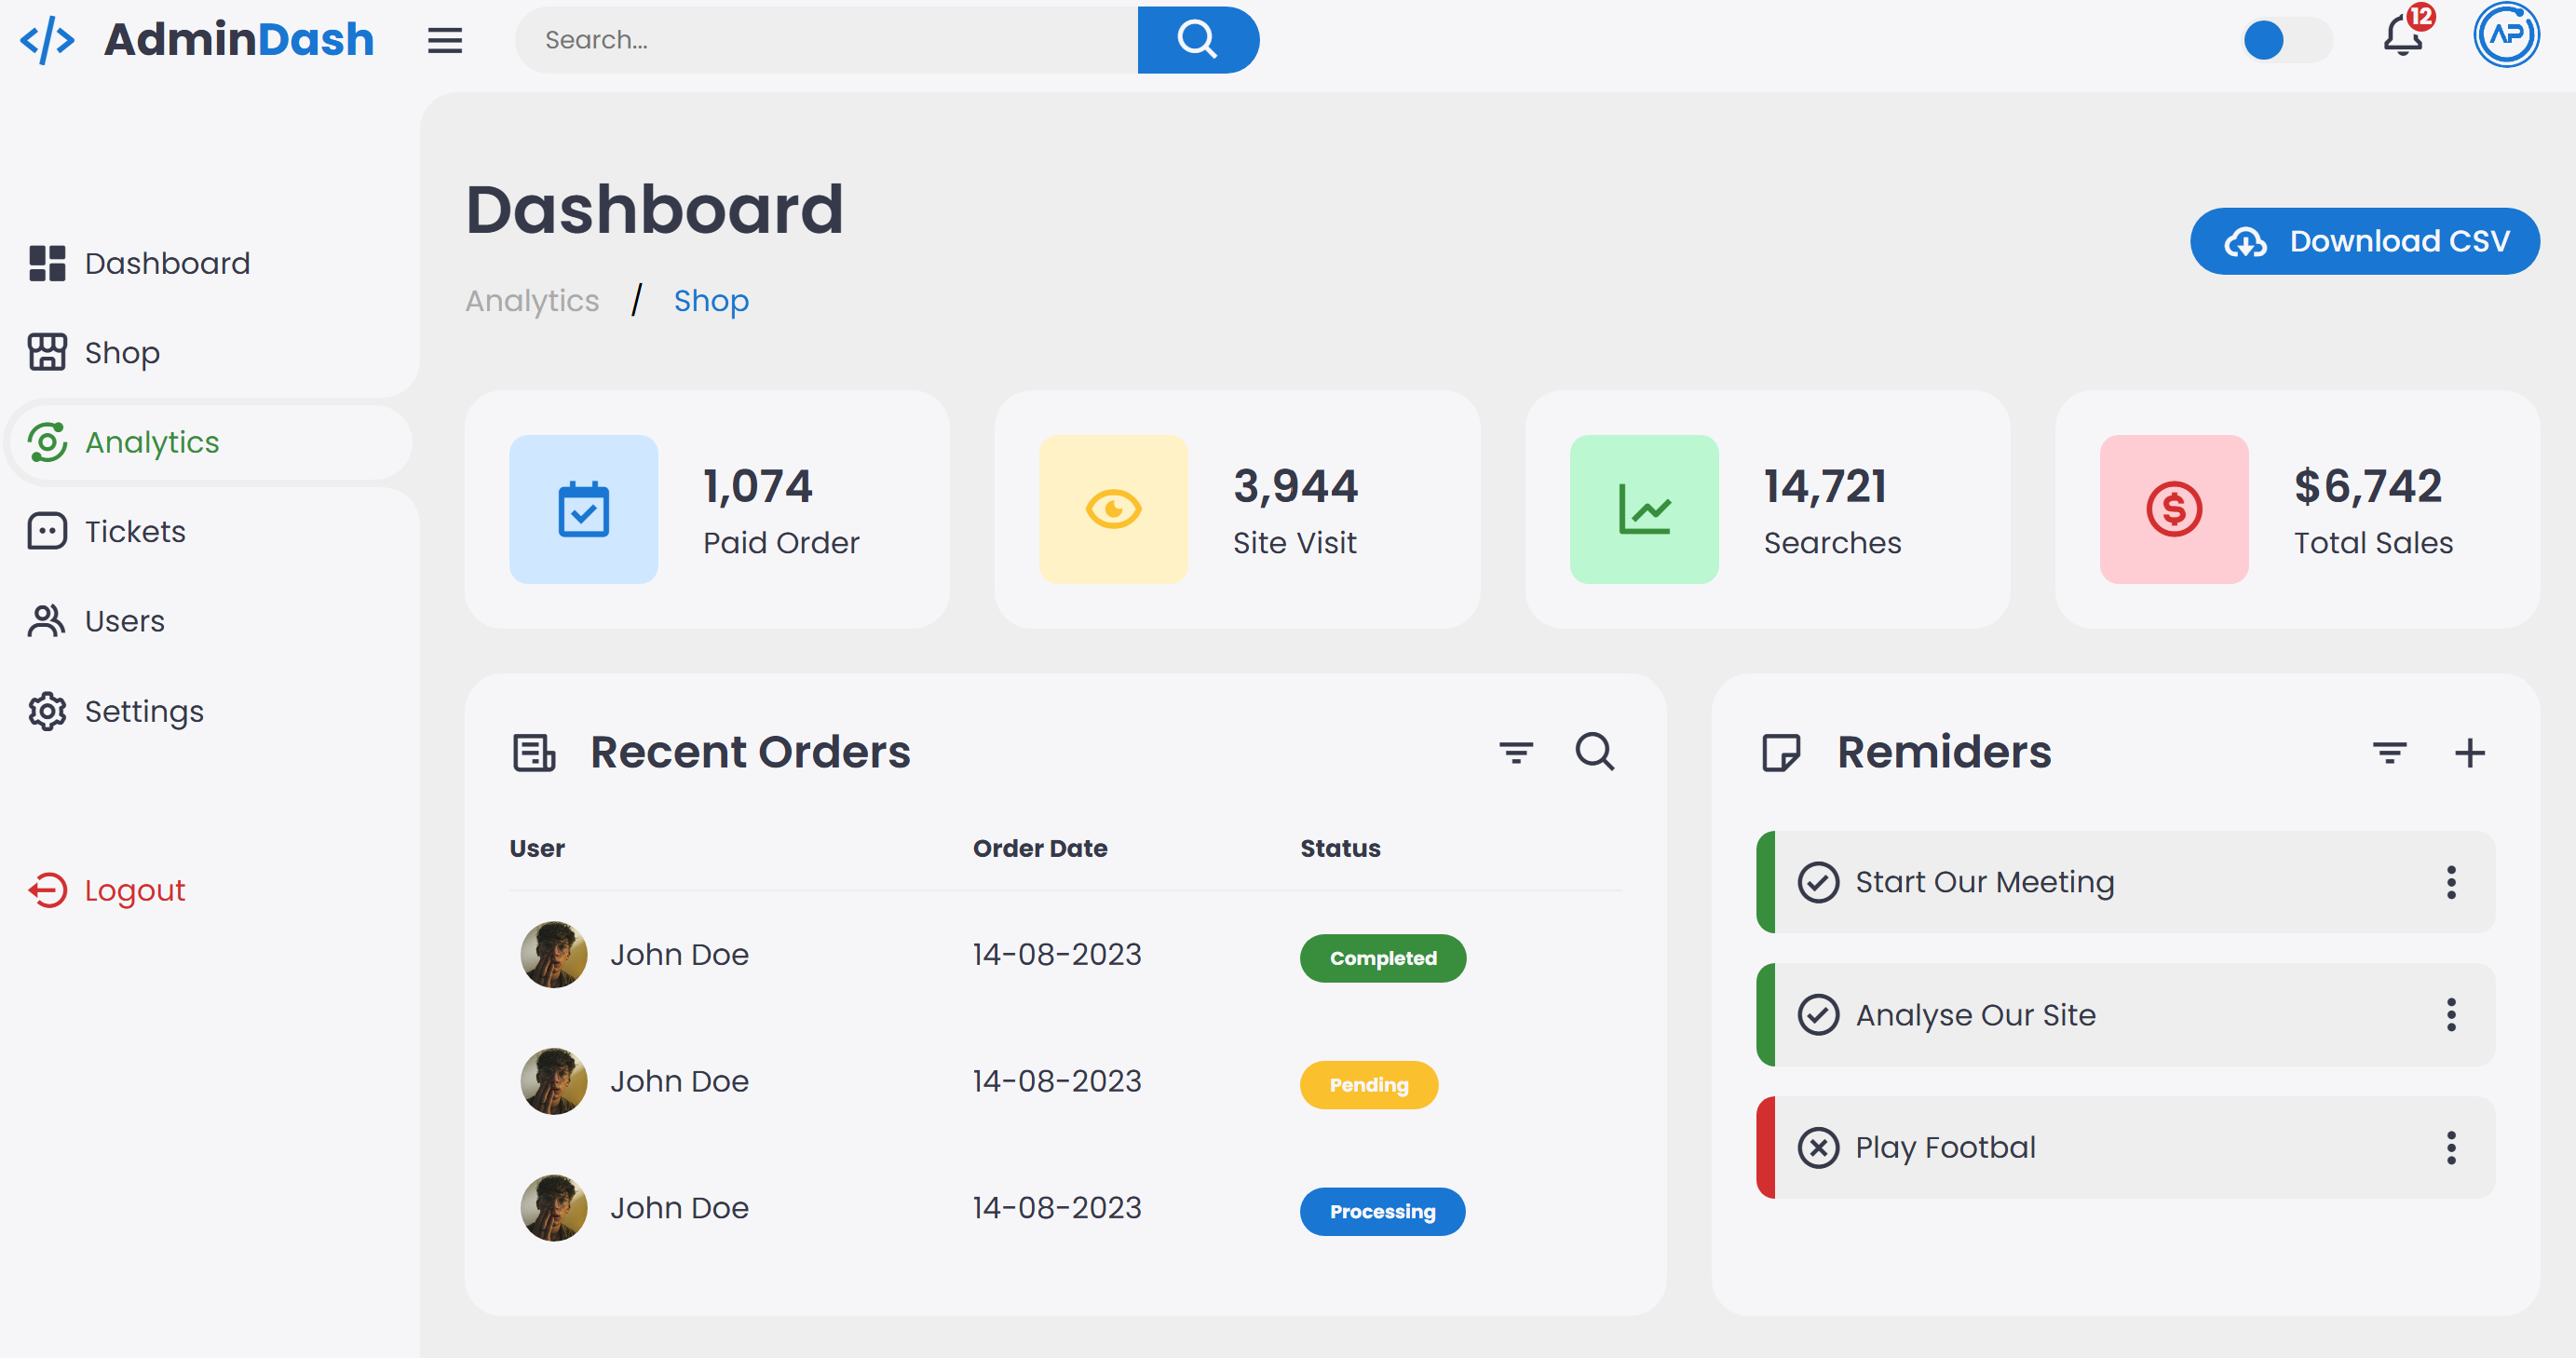 AdminDash
Search...
12
AP
Dashboard
Shop
Analytics
Tickets
Users
Settings
Logout
Dashboard
Analytics / Shop
Download CSV
1,074
Paid Order
3,944
Site Visit
14,721
Searches
$6,742
Total Sales
Recent Orders
User Order Date Status
John Doe 14-08-2023 Completed
John Doe 14-08-2023 Pending
John Doe 14-08-2023 Processing
Remiders
Start Our Meeting
Analyse Our Site
Play Footbal